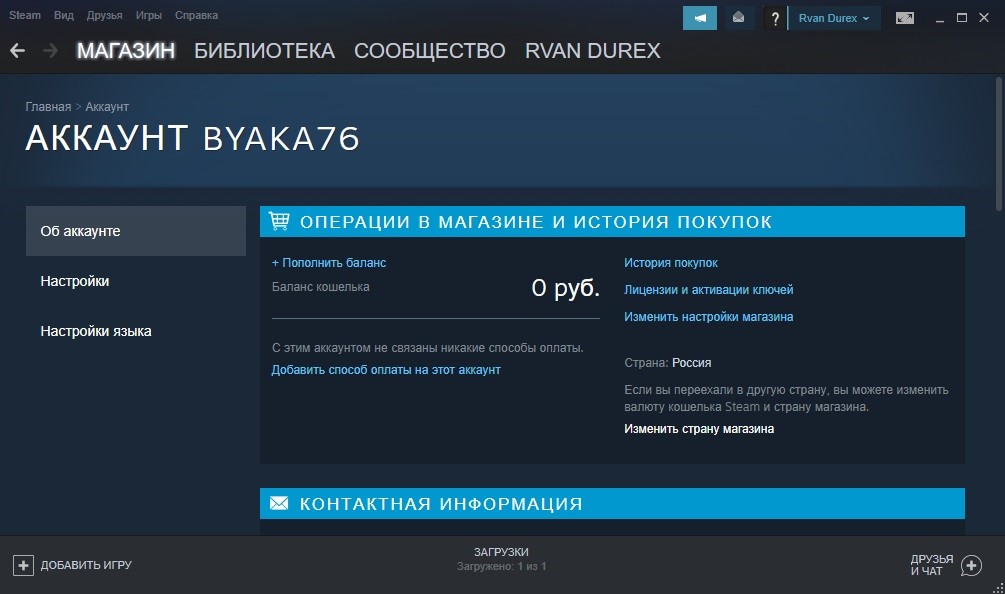 Steam Вид Друзья Игры Справка
? Rvan Durex
МАГАЗИН БИБЛИОТЕКА СООБЩЕСТВО RVAN DUREX
Главная > Аккаунт
АККАУНТ BYAKA76
Об аккаунте
Настройки
Настройки языка
ОПЕРАЦИИ В МАГАЗИНЕ И ИСТОРИЯ ПОКУПОК
+ Пополнить баланс
Баланс кошелька 0 руб.
С этим аккаунтом не связаны никакие способы оплаты.
Добавить способ оплаты на этот аккаунт
История покупок
Лицензии и активации ключей
Изменить настройки магазина
Страна: Россия
Если вы переехали в другую страну, вы можете изменить
валюту кошелька Steam и страну магазина.
Изменить страну магазина
КОНТАКТНАЯ ИНФОРМАЦИЯ
ДОБАВИТЬ ИГРУ
ЗАГРУЗКИ
Загружено: 1 из 1
ДРУЗЬЯ
И ЧАТ